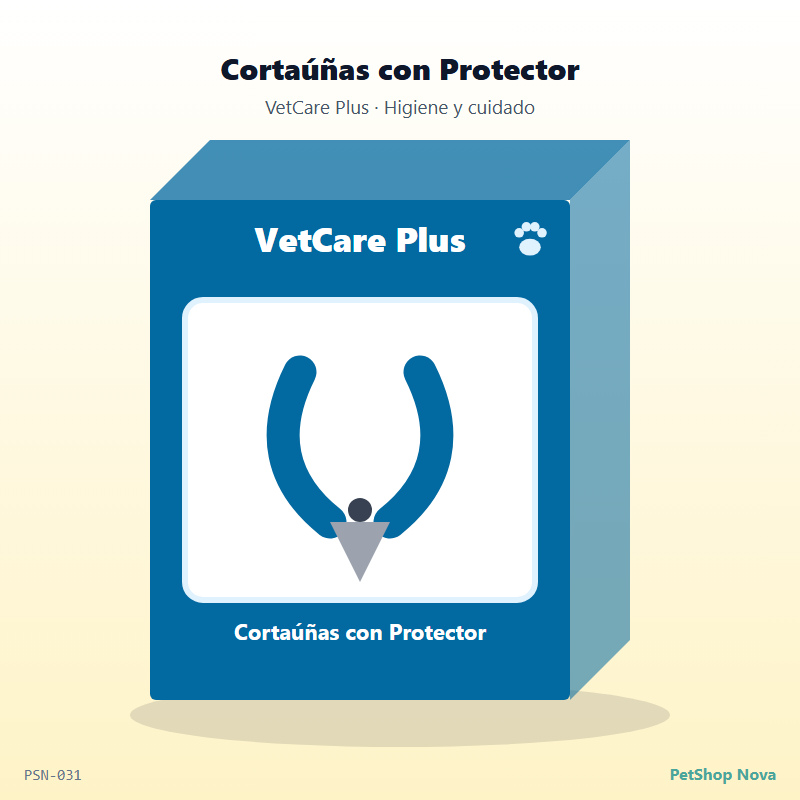 Cortaúñas con Protector
VetCare Plus · Higiene y cuidado
VetCare Plus
Cortaúñas con Protector
PSN-031
PetShop Nova